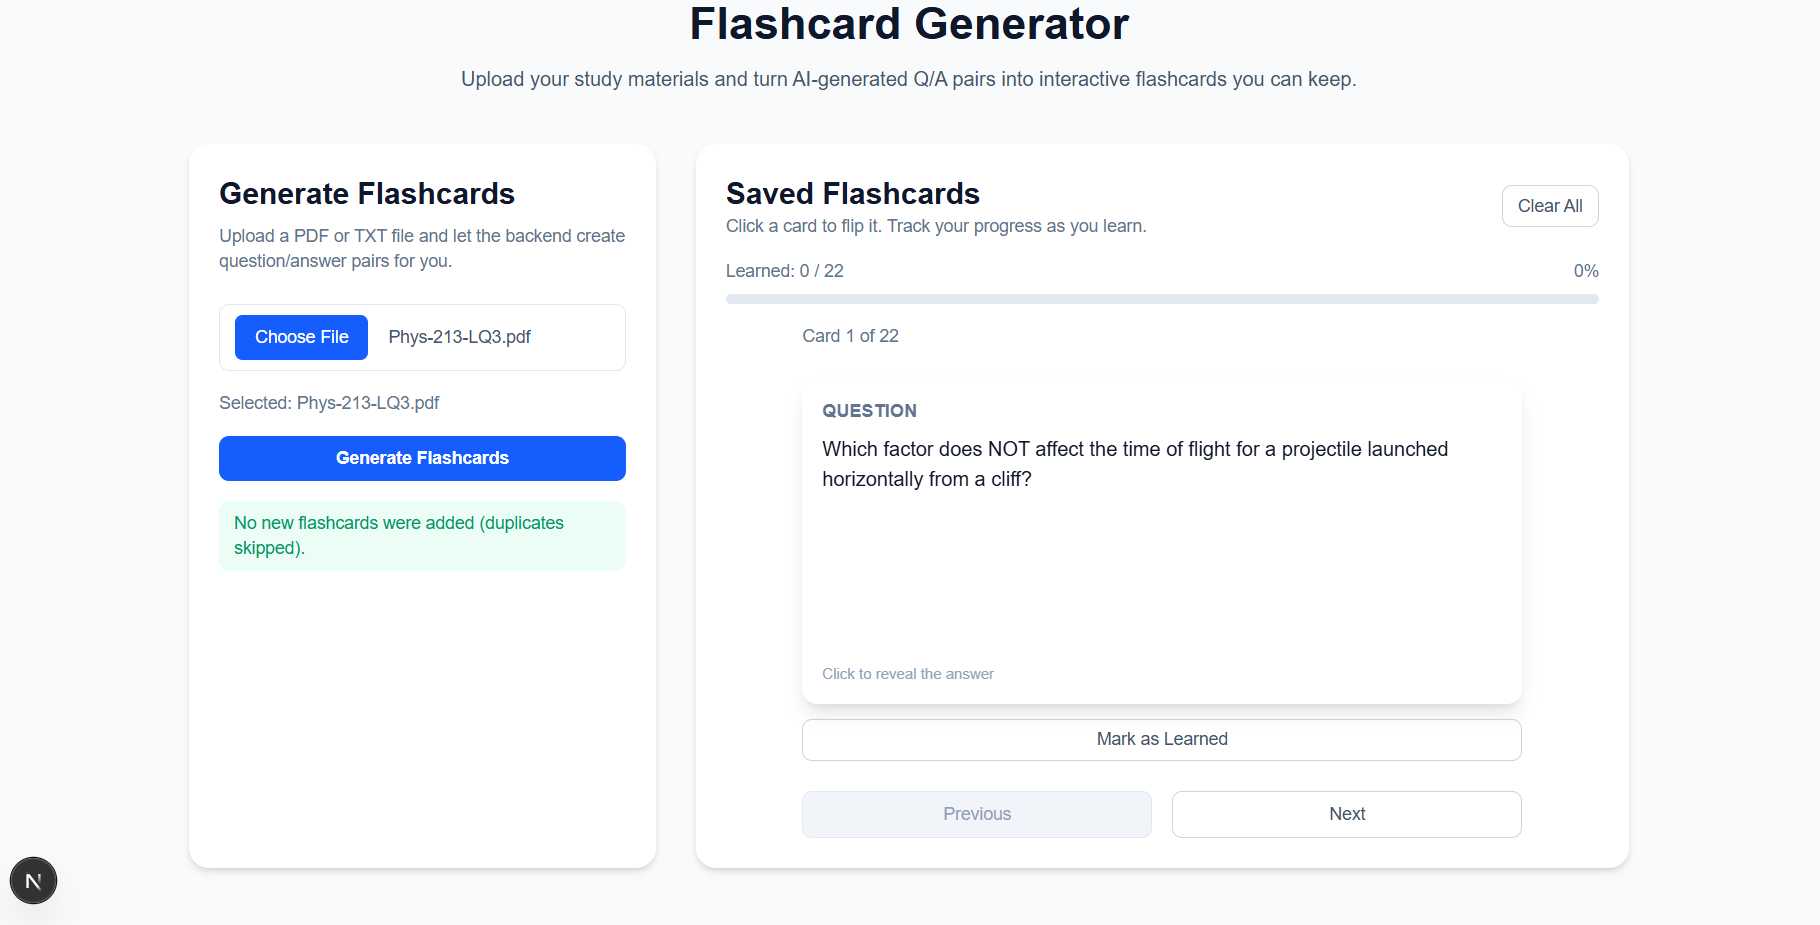 Flashcard Generator
Upload your study materials and turn AI-generated Q/A pairs into interactive flashcards you can keep.
Generate Flashcards
Upload a PDF or TXT file and let the backend create
question/answer pairs for you.
Choose File Phys-213-LQ3.pdf
Selected: Phys-213-LQ3.pdf
Generate Flashcards
No new flashcards were added (duplicates
skipped).
Saved Flashcards
Click a card to flip it. Track your progress as you learn.
Clear All
Learned: 0 / 22 0%
Card 1 of 22
QUESTION
Which factor does NOT affect the time of flight for a projectile launched
horizontally from a cliff?
Click to reveal the answer
Mark as Learned
Previous Next
N